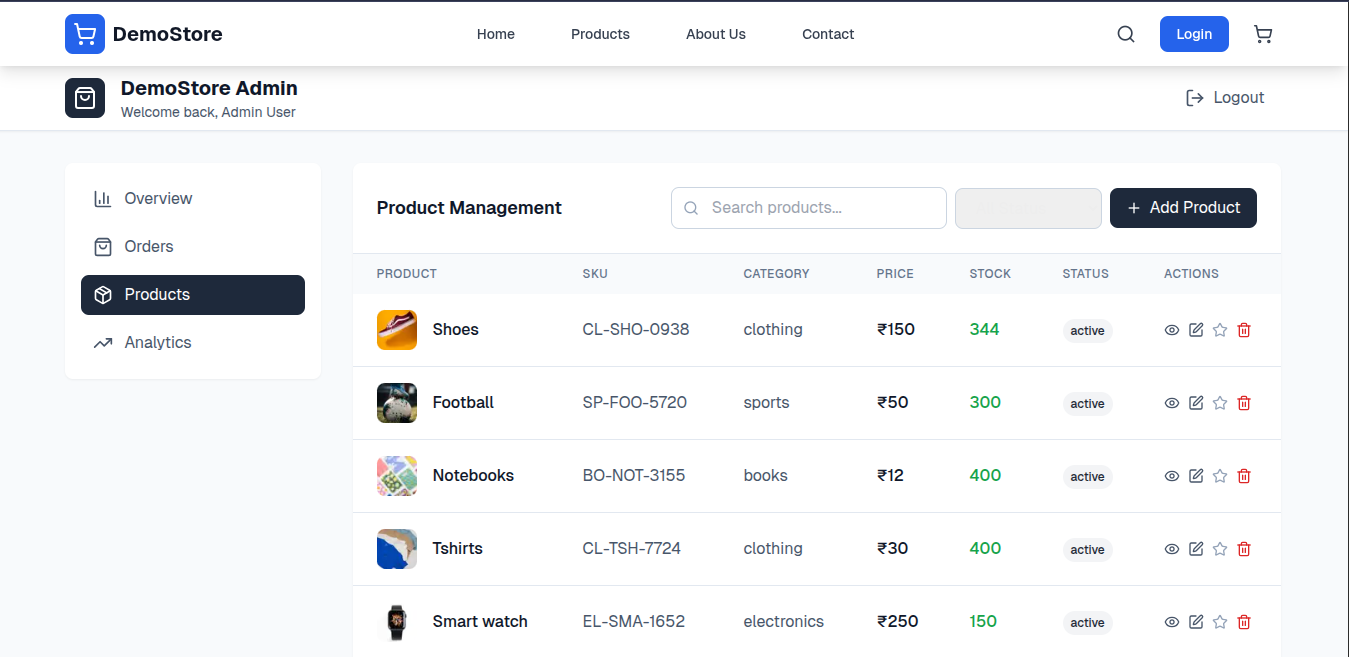 DemoStore
Home Products About Us Contact
Login
DemoStore Admin
Welcome back, Admin User
Logout
Overview
Orders
Products
Analytics
Product Management
Search products...
+ Add Product
PRODUCT SKU CATEGORY PRICE STOCK STATUS ACTIONS
Shoes CL-SHO-0938 clothing ₹150 344 active
Football SP-FOO-5720 sports ₹50 300 active
Notebooks BO-NOT-3155 books ₹12 400 active
Tshirts CL-TSH-7724 clothing ₹30 400 active
Smart watch EL-SMA-1652 electronics ₹250 150 active